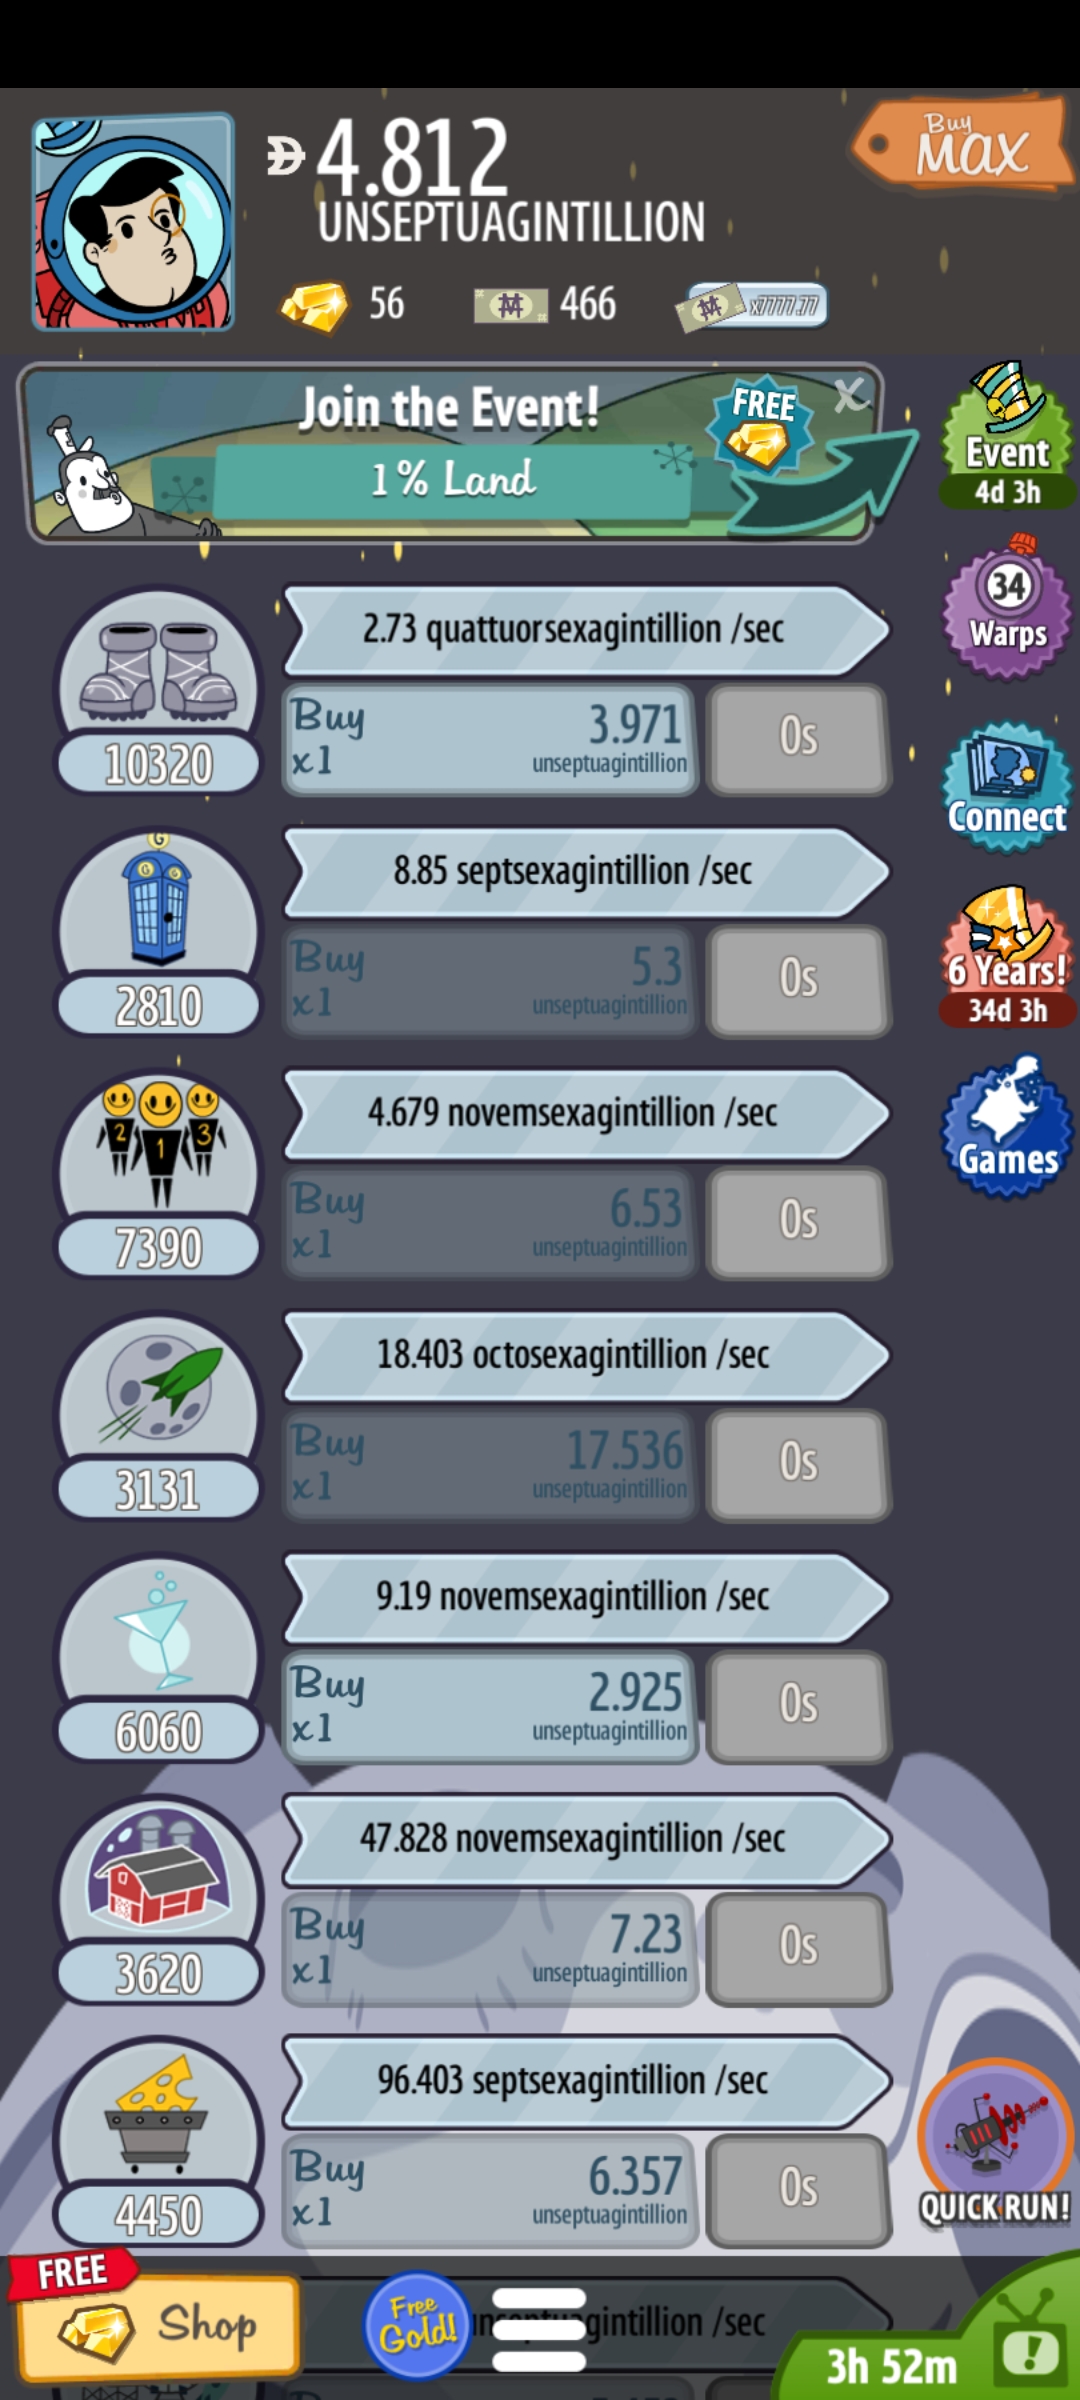 4.812
UNSEPTUAGINTILLION
Buy
MAX
56
466
x7777.77
Join the Event!
1% Land
FREE
X
Event
4d 3h
34
Warps
Connect
6 Years!
34d 3h
Games
2.73 quattuorsexagintillion /sec
10320
Buy
x1
3.971
unseptuagintillion
0s
G
G G
8.85 septsexagintillion /sec
2810
Buy
x1
5.3
unseptuagintillion
0s
2 1 3
4.679 novemsexagintillion /sec
7390
Buy
x1
6.53
unseptuagintillion
0s
18.403 octosexagintillion /sec
3131
Buy
x1
17.536
unseptuagintillion
0s
9.19 novemsexagintillion /sec
6060
Buy
x1
2.925
unseptuagintillion
0s
47.828 novemsexagintillion /sec
3620
Buy
x1
7.23
unseptuagintillion
0s
96.403 septsexagintillion /sec
4450
Buy
x1
6.357
unseptuagintillion
0s
QUICK RUN!
FREE
Shop
Free
Gold!
/sec
3h 52m
!